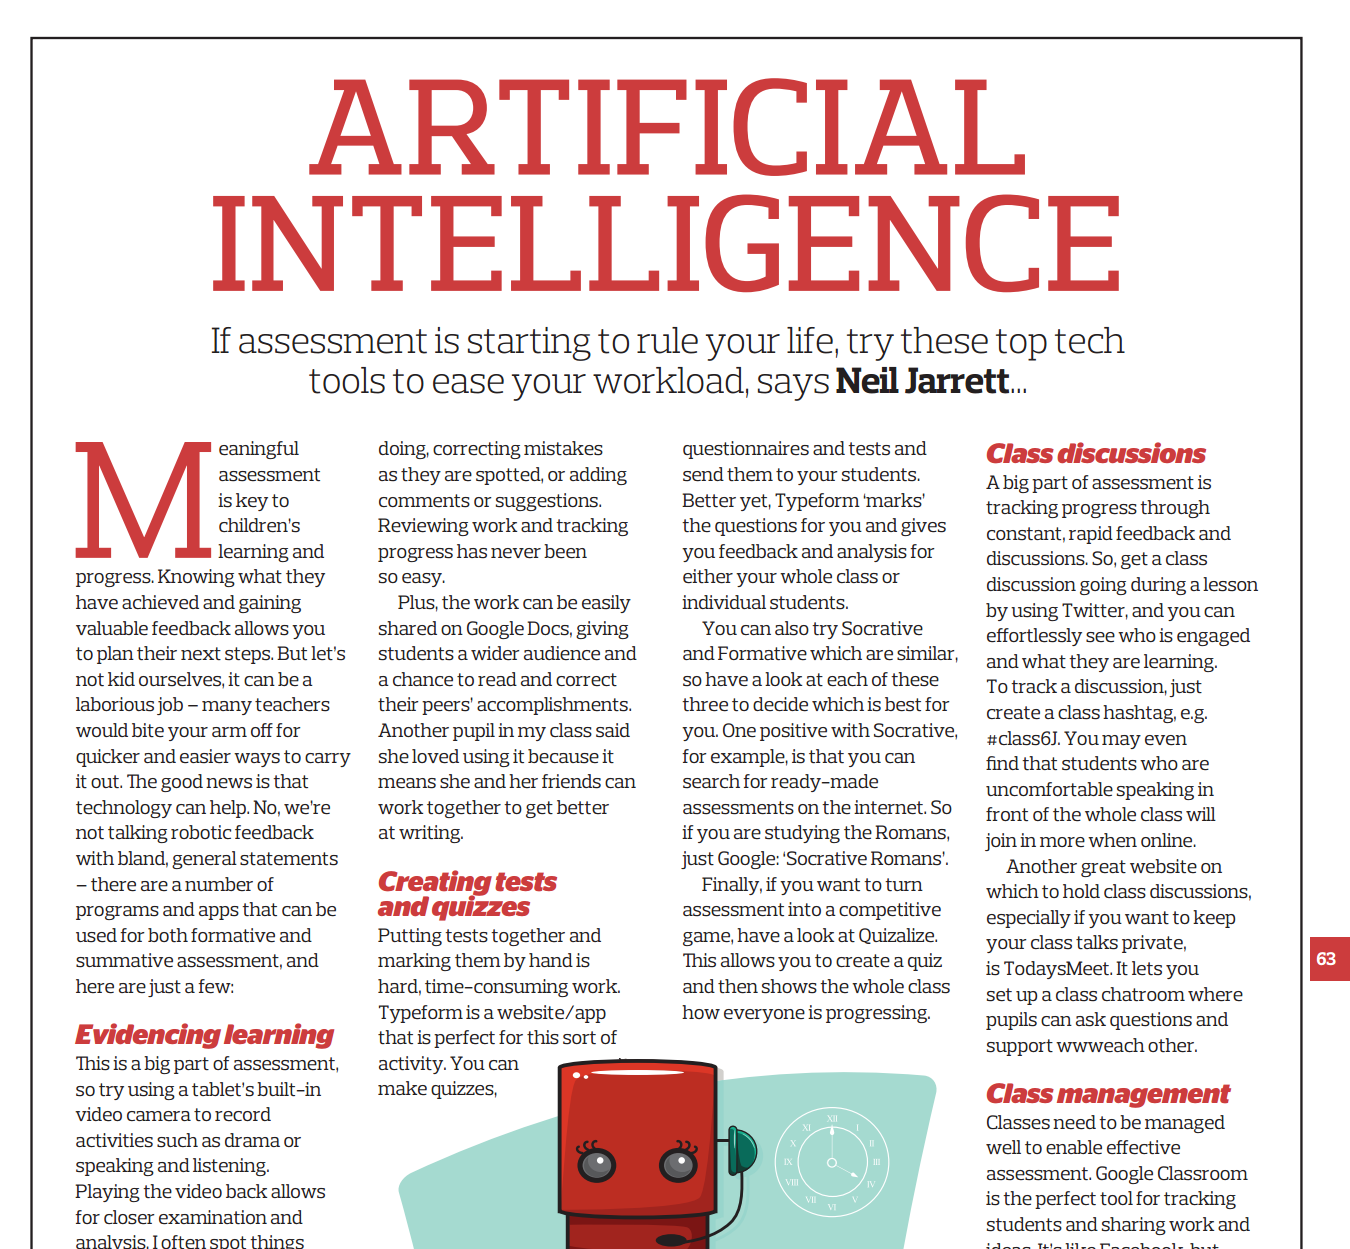 ARTIFICIAL
INTELLIGENCE
If assessment is starting to rule your life, try these top tech
tools to ease your workload, says Neil Jarrett...
Meaningful
assessment
is key to
children's
learning and
progress. Knowing what they
have achieved and gaining
valuable feedback allows you
to plan their next steps. But let's
not kid ourselves, it can be a
laborious job – many teachers
would bite your arm off for
quicker and easier ways to carry
it out. The good news is that
technology can help. No, we're
not talking robotic feedback
with bland, general statements
– there are a number of
programs and apps that can be
used for both formative and
summative assessment, and
here are just a few:
Evidencing learning
This is a big part of assessment,
so try using a tablet's built-in
video camera to record
activities such as drama or
speaking and listening.
Playing the video back allows
for closer examination and
analysis. I often spot things
doing, correcting mistakes
as they are spotted, or adding
comments or suggestions.
Reviewing work and tracking
progress has never been
so easy.
Plus, the work can be easily
shared on Google Docs, giving
students a wider audience and
a chance to read and correct
their peers' accomplishments.
Another pupil in my class said
she loved using it because it
means she and her friends can
work together to get better
at writing.
Creating tests
and quizzes
Putting tests together and
marking them by hand is
hard, time-consuming work.
Typeform is a website/app
that is perfect for this sort of
activity. You can
make quizzes,
questionnaires and tests and
send them to your students.
Better yet, Typeform 'marks'
the questions for you and gives
you feedback and analysis for
either your whole class or
individual students.
You can also try Socrative
and Formative which are similar,
so have a look at each of these
three to decide which is best for
you. One positive with Socrative,
for example, is that you can
search for ready-made
assessments on the internet. So
if you are studying the Romans,
just Google: 'Socrative Romans'.
Finally, if you want to turn
assessment into a competitive
game, have a look at Quizalize.
This allows you to create a quiz
and then shows the whole class
how everyone is progressing.
Class discussions
A big part of assessment is
tracking progress through
constant, rapid feedback and
discussions. So, get a class
discussion going during a lesson
by using Twitter, and you can
effortlessly see who is engaged
and what they are learning.
To track a discussion, just
create a class hashtag, e.g.
#class6J. You may even
find that students who are
uncomfortable speaking in
front of the whole class will
join in more when online.
Another great website on
which to hold class discussions,
especially if you want to keep
your class talks private,
is TodaysMeet. It lets you
set up a class chatroom where
pupils can ask questions and
support wwweach other.
Class management
Classes need to be managed
well to enable effective
assessment. Google Classroom
is the perfect tool for tracking
students and sharing work and
ideas. It's like Facebook, but
63
XII
I
II
III
IV
V
VI
VII
VIII
IX
X
XI